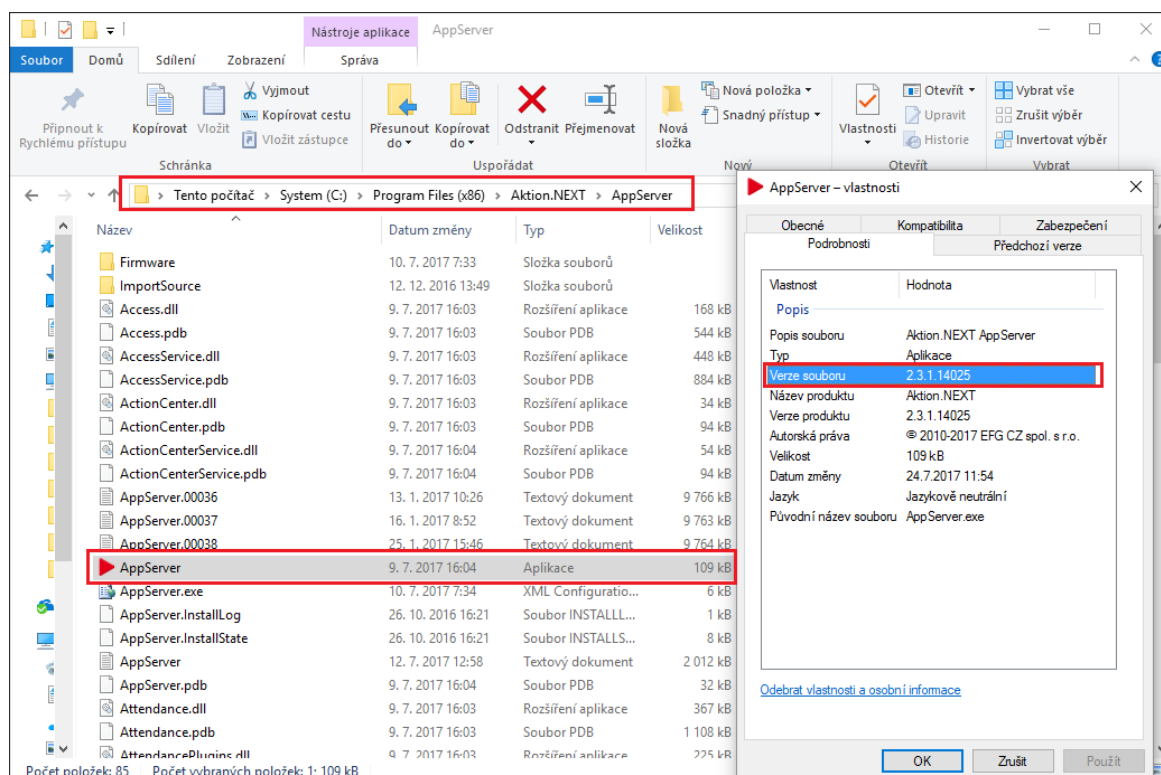 Nástroje aplikace AppServer
Soubor Domů Sdílení Zobrazení Správa
Připnout k Rychlému přístupu
Kopírovat
Vložit
Vyjmout
Kopírovat cestu
Vložit zástupce
Schránka
Přesunout do
Kopírovat do
Odstranit
Přejmenovat
Uspořádat
Nová složka
Nová položka
Snadný přístup
Nový
Vlastnosti
Otevřít
Upravit
Historie
Otevřít
Vybrat vše
Zrušit výběr
Invertovat výběr
Vybrat
Tento počítač > System (C:) > Program Files (x86) > Aktion.NEXT > AppServer
Název Datum změny Typ Velikost
Firmware 10. 7. 2017 7:33 Složka souborů
ImportSource 12. 12. 2016 13:49 Složka souborů
Access.dll 9. 7. 2017 16:03 Rozšíření aplikace 168 kB
Access.pdb 9. 7. 2017 16:03 Soubor PDB 544 kB
AccessService.dll 9. 7. 2017 16:03 Rozšíření aplikace 448 kB
AccessService.pdb 9. 7. 2017 16:03 Soubor PDB 884 kB
ActionCenter.dll 9. 7. 2017 16:03 Rozšíření aplikace 34 kB
ActionCenter.pdb 9. 7. 2017 16:03 Soubor PDB 94 kB
ActionCenterService.dll 9. 7. 2017 16:04 Rozšíření aplikace 54 kB
ActionCenterService.pdb 9. 7. 2017 16:04 Soubor PDB 94 kB
AppServer.00036 13. 1. 2017 10:26 Textový dokument 9 766 kB
AppServer.00037 16. 1. 2017 8:52 Textový dokument 9 763 kB
AppServer.00038 25. 1. 2017 15:46 Textový dokument 9 764 kB
AppServer 9. 7. 2017 16:04 Aplikace 109 kB
AppServer.exe 10. 7. 2017 7:34 XML Configuratio... 6 kB
AppServer.InstallLog 26. 10. 2016 16:21 Soubor INSTALLL... 1 kB
AppServer.InstallState 26. 10. 2016 16:21 Soubor INSTALLS... 8 kB
AppServer 12. 7. 2017 12:58 Textový dokument 2 012 kB
AppServer.pdb 9. 7. 2017 16:04 Soubor PDB 32 kB
Attendance.dll 9. 7. 2017 16:03 Rozšíření aplikace 367 kB
Attendance.pdb 9. 7. 2017 16:03 Soubor PDB 1 108 kB
AttendancePlugins.dll 9. 7. 2017 16:03 Rozšíření aplikace 225 kB
Počet položek: 85 Počet vybraných položek: 1: 109 kB
AppServer – vlastnosti
Obecné Kompatibilita Zabezpečení
Podrobnosti Předchozí verze
Vlastnost Hodnota
Popis
Popis souboru Aktion.NEXT AppServer
Typ Aplikace
Verze souboru 2.3.1.14025
Název produktu Aktion.NEXT
Verze produktu 2.3.1.14025
Autorská práva © 2010-2017 EFG CZ spol. s r.o.
Velikost 109 kB
Datum změny 24.7.2017 11:54
Jazyk Jazykově neutrální
Původní název souboru AppServer.exe
Odebrat vlastnosti a osobní informace
OK Zrušit Použít